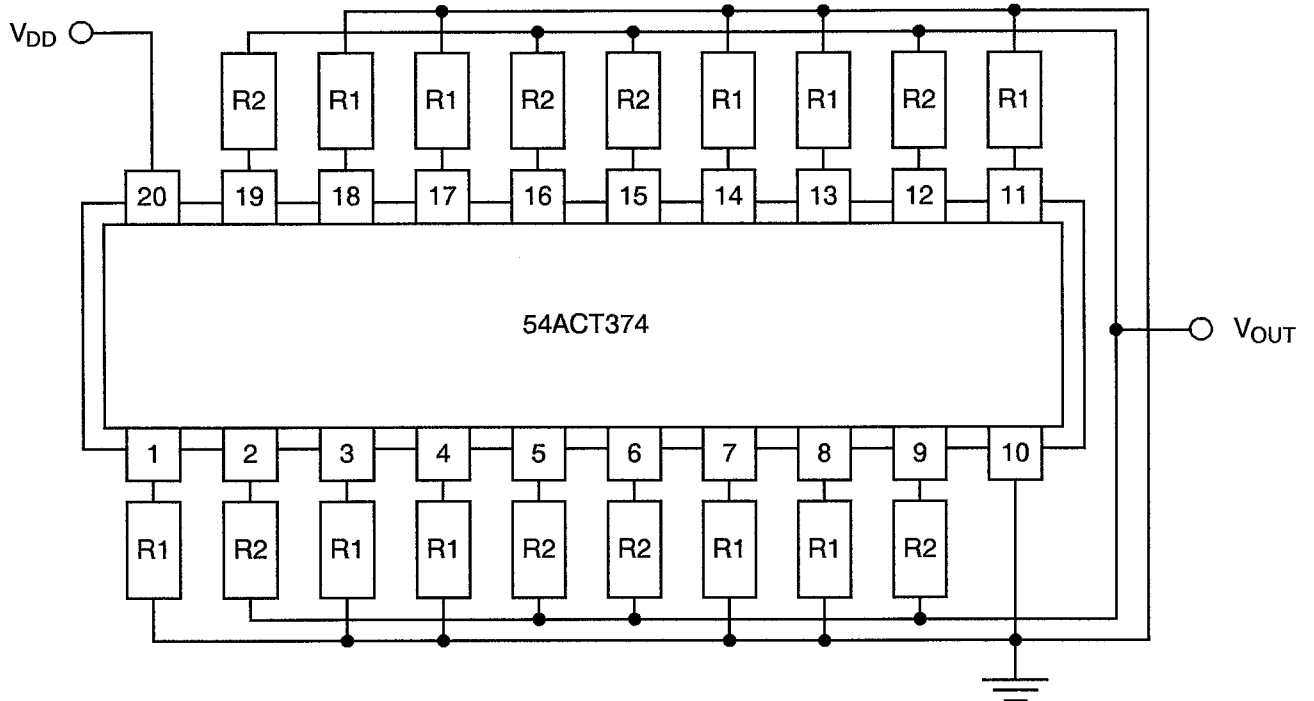 V_DD
R2 R1 R1 R2 R2 R1 R1 R2 R1
20 19 18 17 16 15 14 13 12 11
54ACT374
V_OUT
1 2 3 4 5 6 7 8 9 10
R1 R2 R1 R1 R2 R2 R1 R1 R2